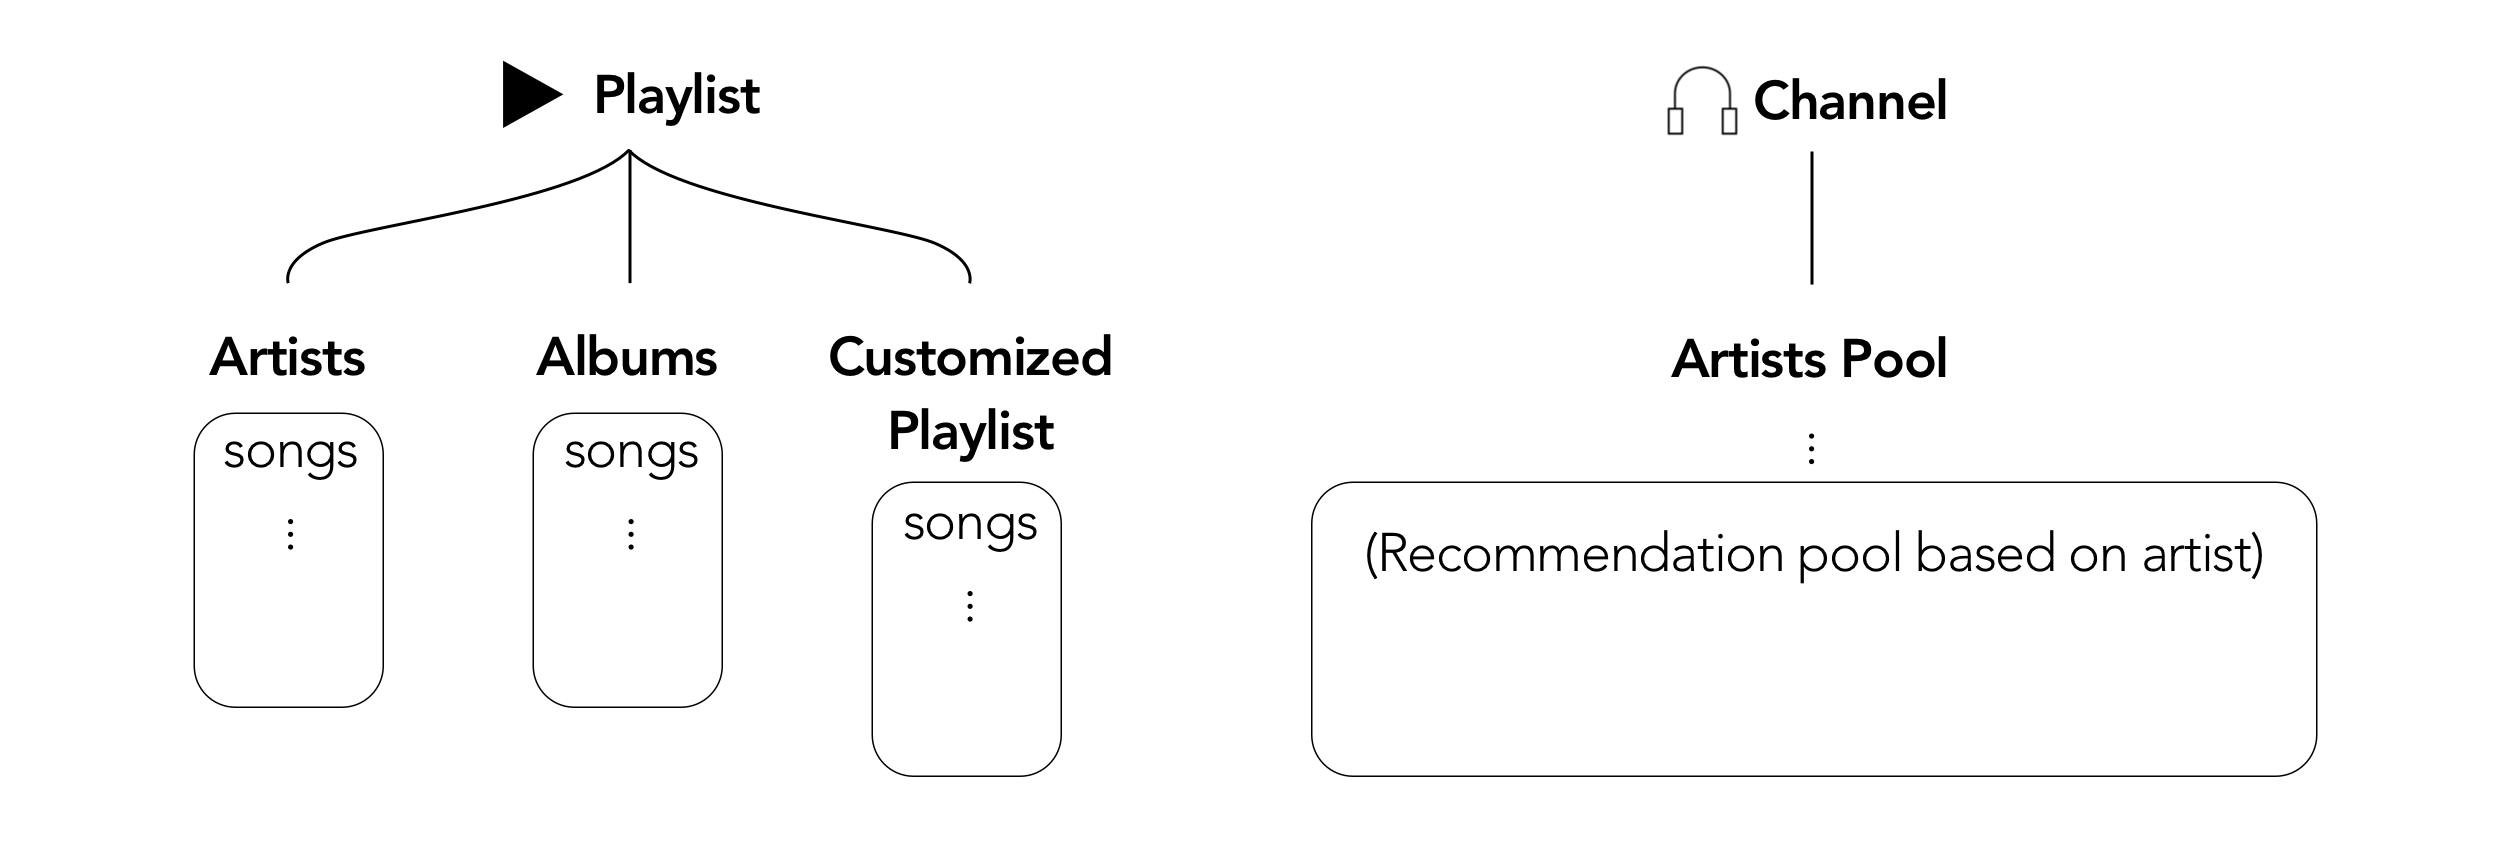 Playlist
Artists
songs
Albums
songs
Customized
Playlist
songs
Channel
Artists Pool
(Recommendation pool based on artist)